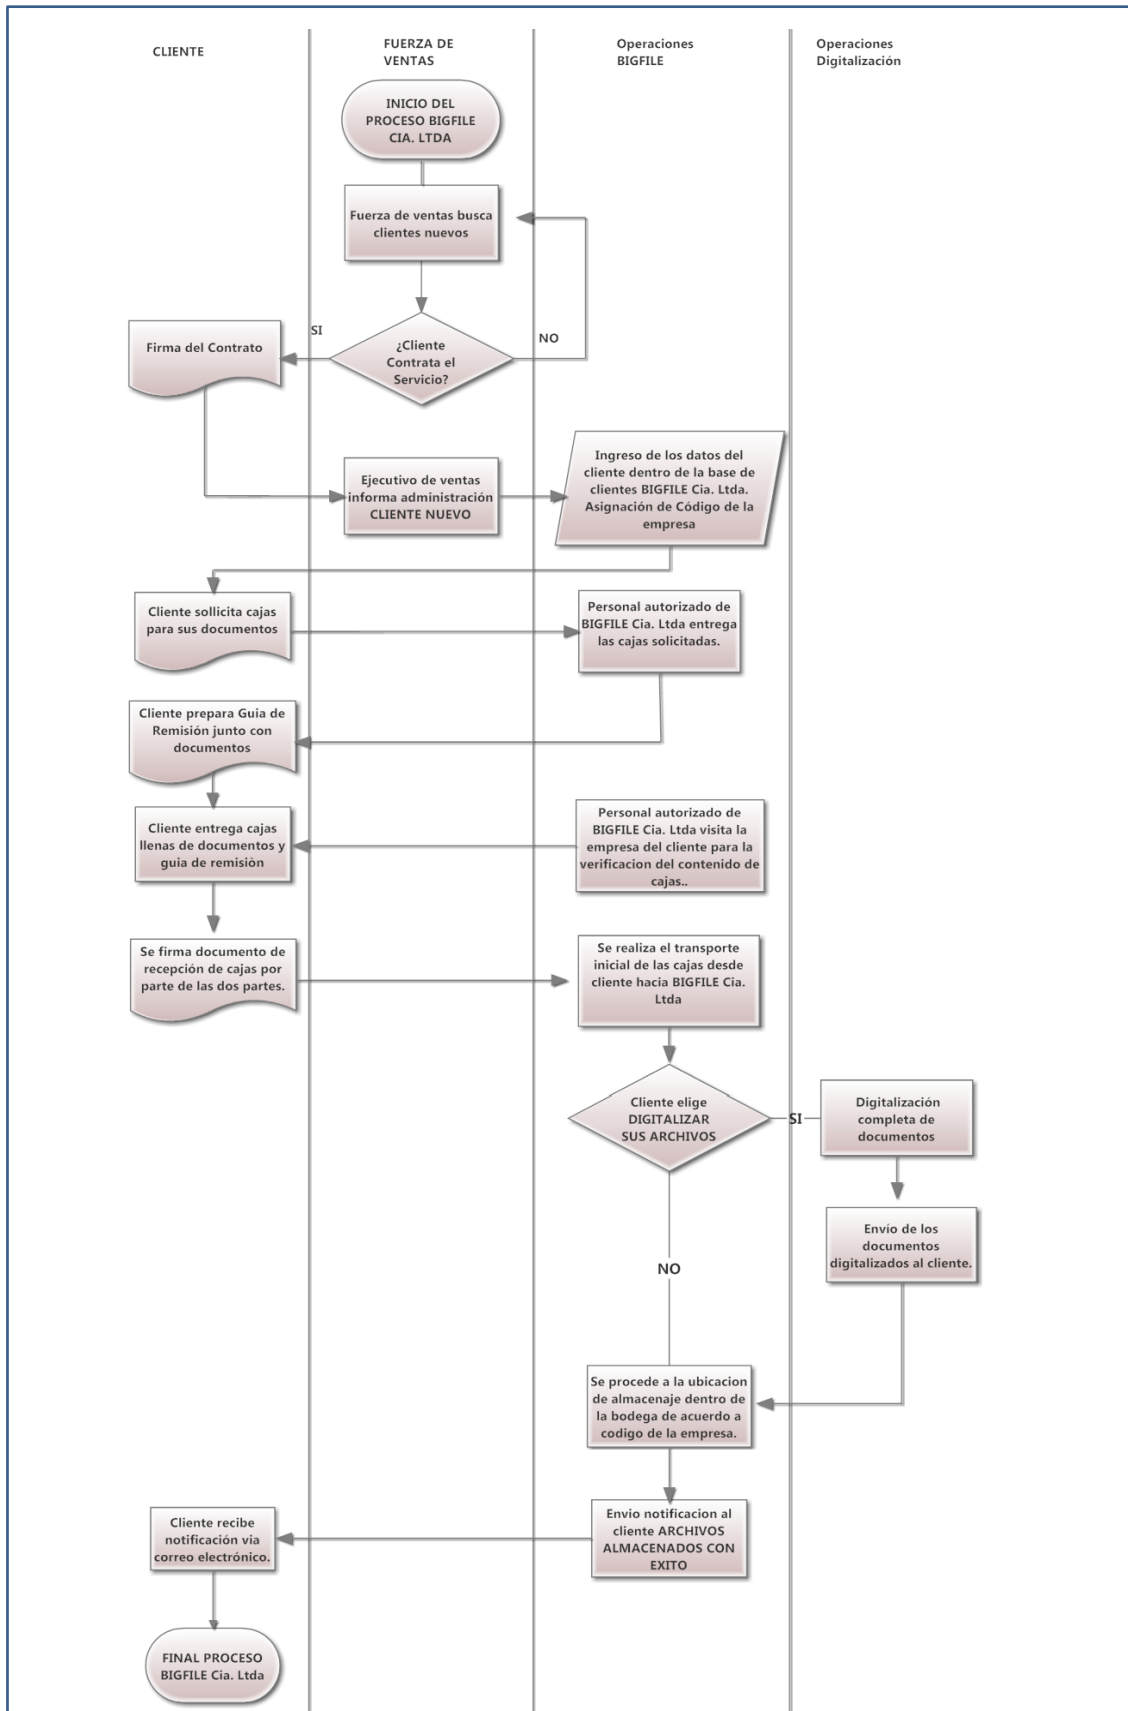 CLIENTE
FUERZA DE
VENTAS
Operaciones
BIGFILE
Operaciones
Digitalización
INICIO DEL
PROCESO BIGFILE
CIA. LTDA
Fuerza de ventas busca
clientes nuevos
¿Cliente
Contrata el
Servicio?
SI
NO
Firma del Contrato
Ejecutivo de ventas
informa administración
CLIENTE NUEVO
Ingreso de los datos del
cliente dentro de la base de
clientes BIGFILE Cia. Ltda.
Asignación de Código de la
empresa
Cliente sollicita cajas
para sus documentos
Personal autorizado de
BIGFILE Cia. Ltda entrega
las cajas solicitadas.
Cliente prepara Guia de
Remisión junto con
documentos
Cliente entrega cajas
llenas de documentos y
guia de remisiòn
Personal autorizado de
BIGFILE Cia. Ltda visita la
empresa del cliente para la
verificacion del contenido de
cajas..
Se firma documento de
recepción de cajas por
parte de las dos partes.
Se realiza el transporte
inicial de las cajas desde
cliente hacia BIGFILE Cia.
Ltda
Cliente elige
DIGITALIZAR
SUS ARCHIVOS
SI
Digitalización
completa de
documentos
Envío de los
documentos
digitalizados al cliente.
NO
Se procede a la ubicacion
de almacenaje dentro de
la bodega de acuerdo a
codigo de la empresa.
Envio notificacion al
cliente ARCHIVOS
ALMACENADOS CON
EXITO
Cliente recibe
notificación via
correo electrónico.
FINAL PROCESO
BIGFILE Cia. Ltda